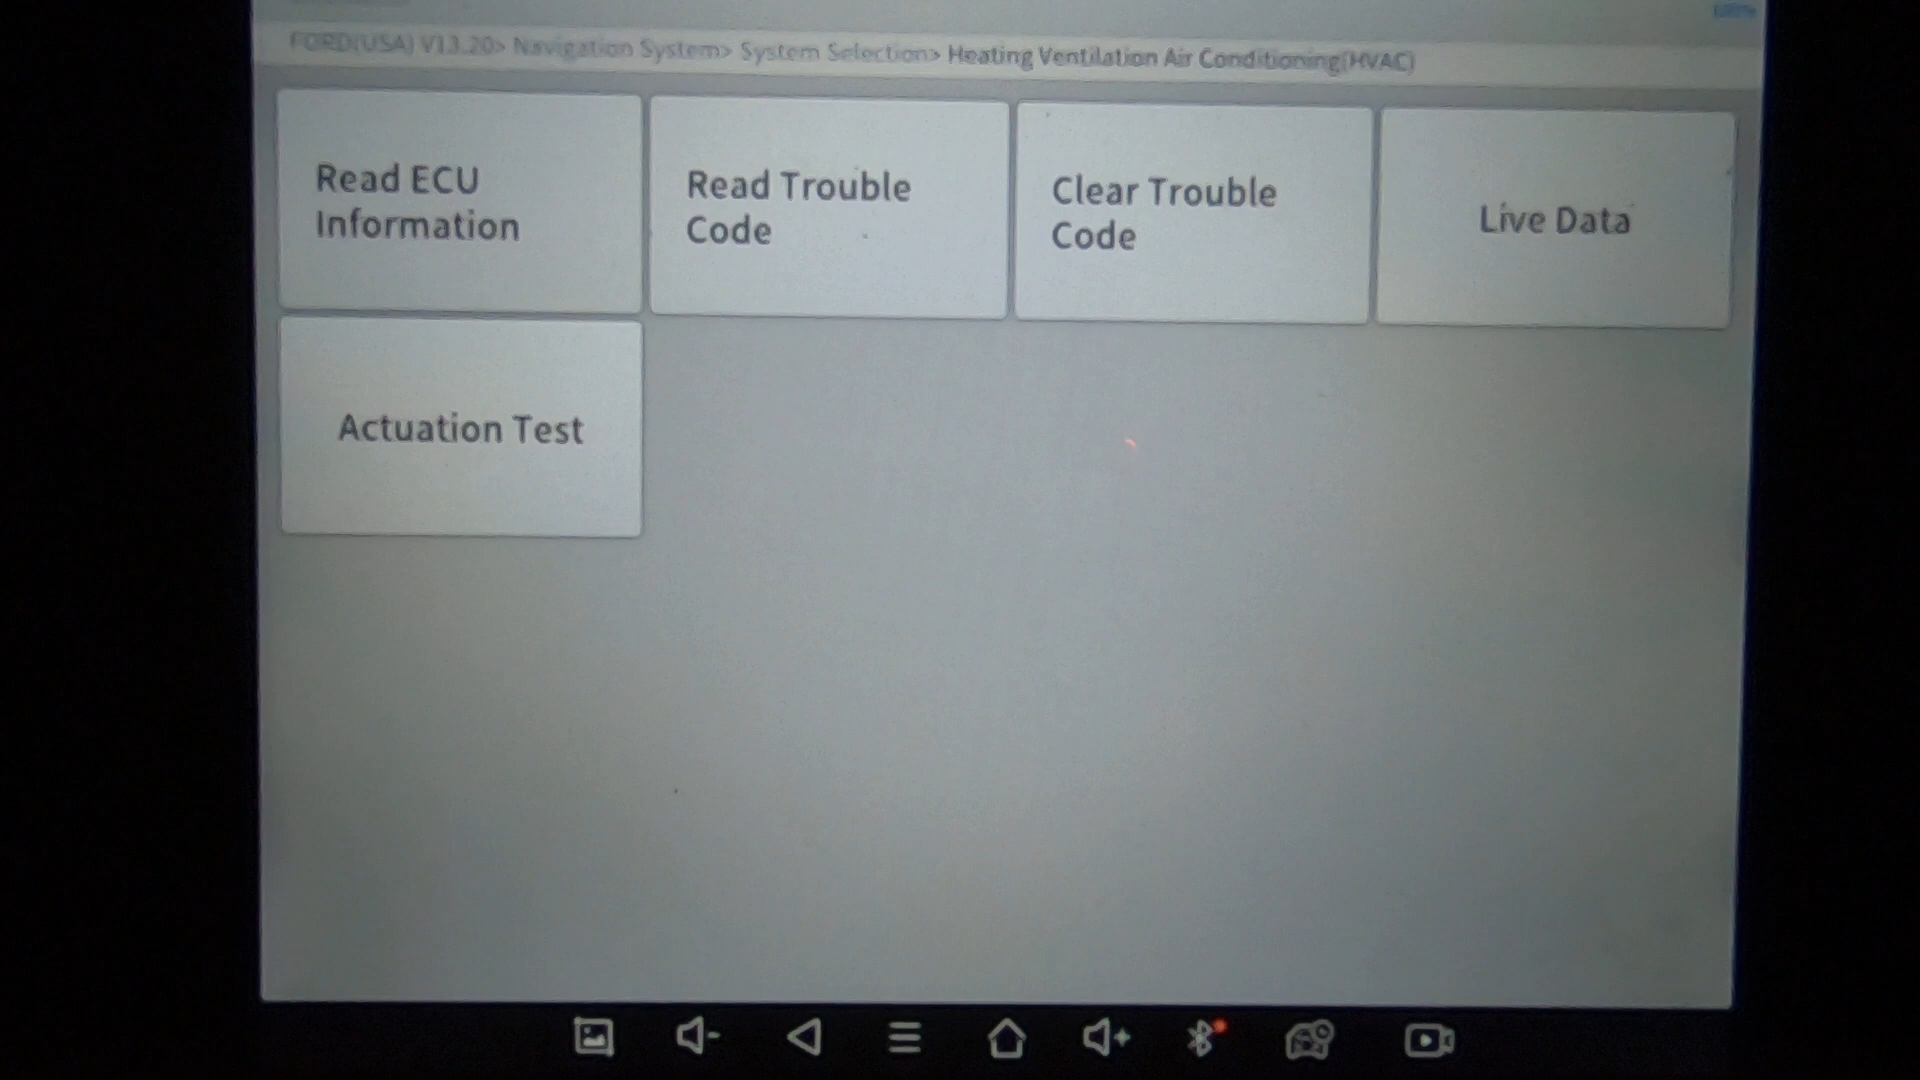 FORD(USA) V13.20> Navigation System> System Selection> Heating Ventilation Air Conditioning(HVAC)
Read ECU
Information
Read Trouble
Code
Clear Trouble
Code
Live Data
Actuation Test